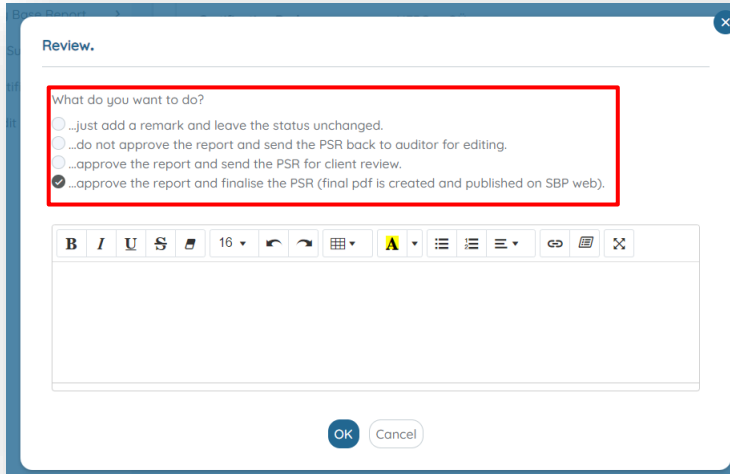 Base Report
Review.
What do you want to do?
...just add a remark and leave the status unchanged.
...do not approve the report and send the PSR back to auditor for editing.
...approve the report and send the PSR for client review.
...approve the report and finalise the PSR (final pdf is created and published on SBP web).
B I U S 16 A
OK Cancel